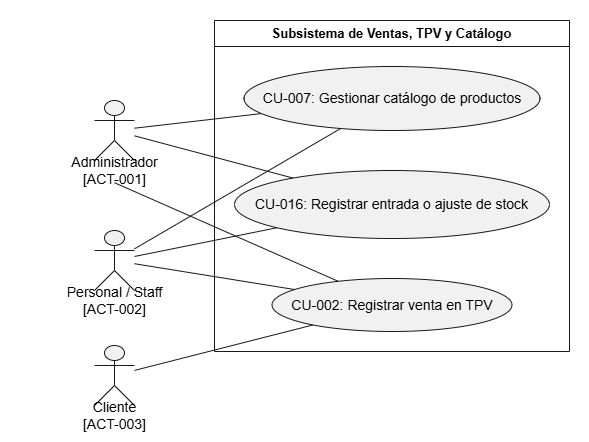 Subsistema de Ventas, TPV y Catálogo
CU-007: Gestionar catálogo de productos
Administrador
[ACT-001]
CU-016: Registrar entrada o ajuste de stock
Personal / Staff
[ACT-002]
CU-002: Registrar venta en TPV
Cliente
[ACT-003]